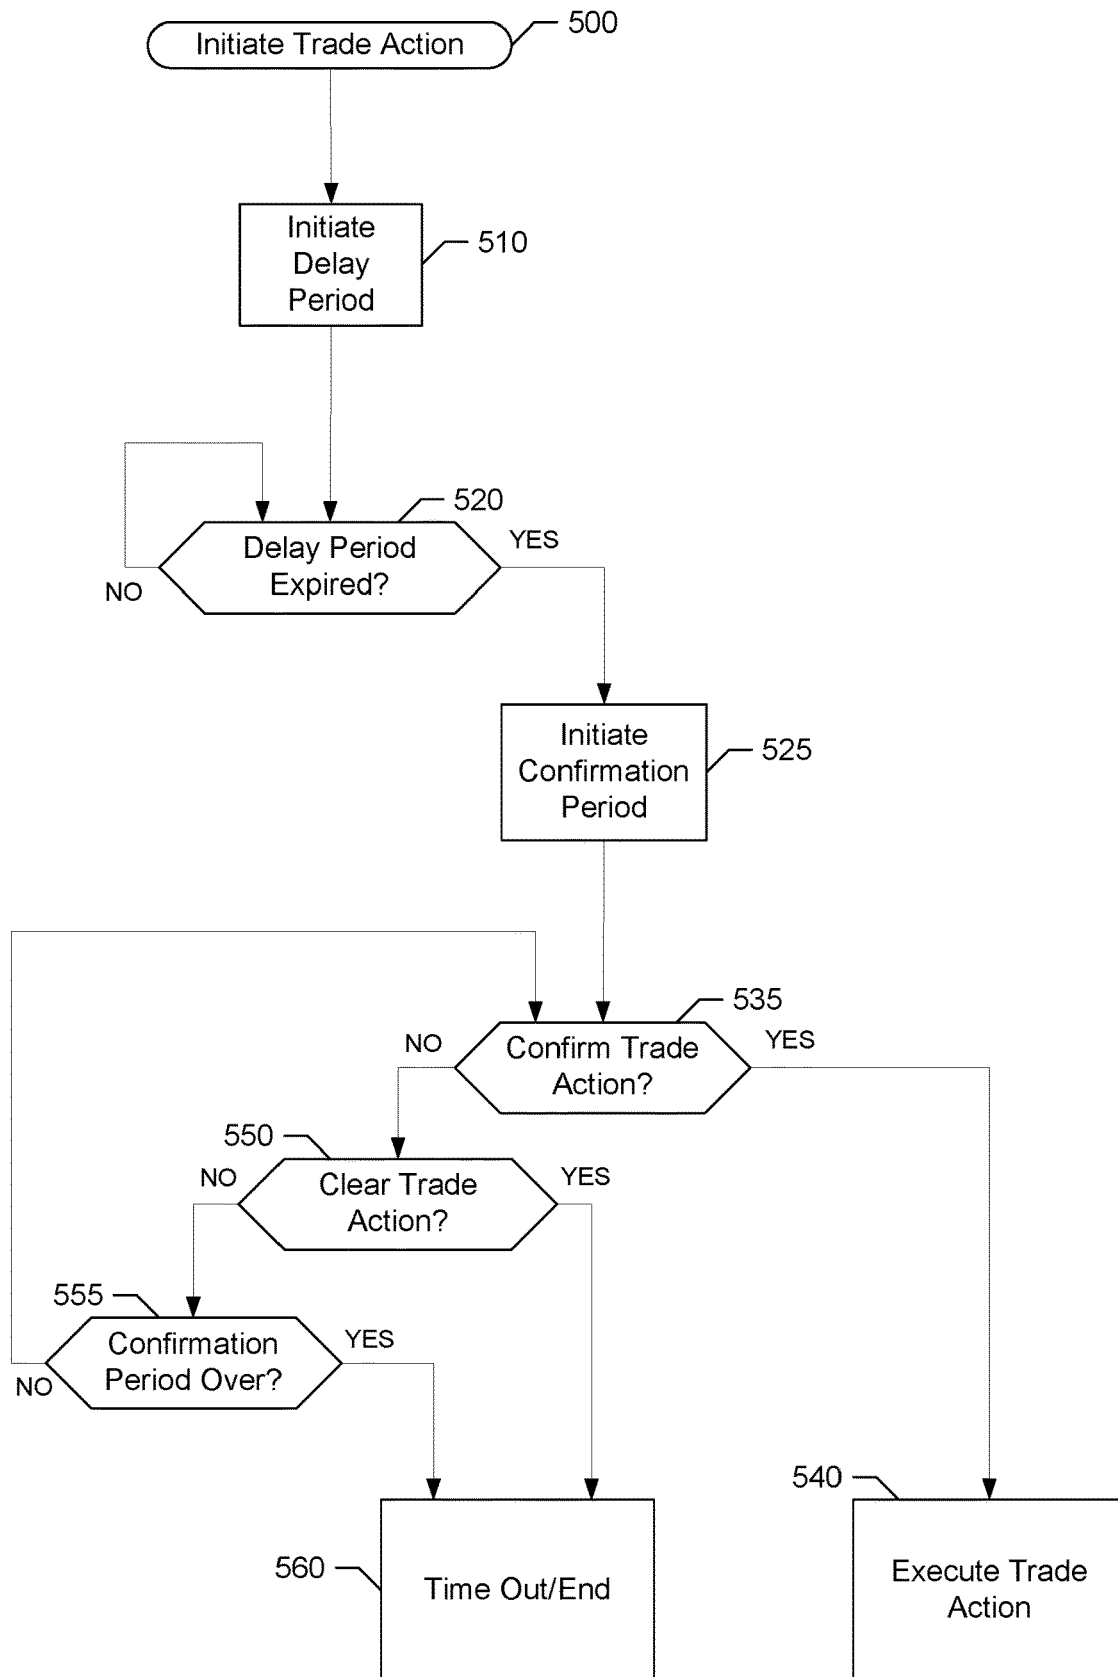 Initiate Trade Action
500
Initiate
Delay
Period
510
520
Delay Period
Expired?
YES
NO
Initiate
Confirmation
Period
525
535
Confirm Trade
Action?
NO
YES
550
Clear Trade
Action?
NO
YES
555
Confirmation
Period Over?
YES
NO
540
560
Time Out/End
Execute Trade
Action